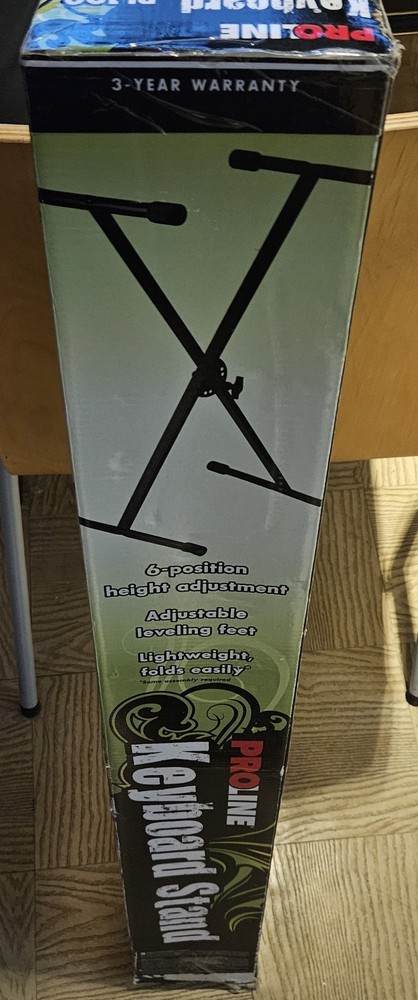 PROLINE
Keyboard PL100
3-YEAR WARRANTY
6-position
height adjustment
Adjustable
leveling feet
Lightweight,
folds easily*
*Some assembly required
PROLINE
Keyboard Stand